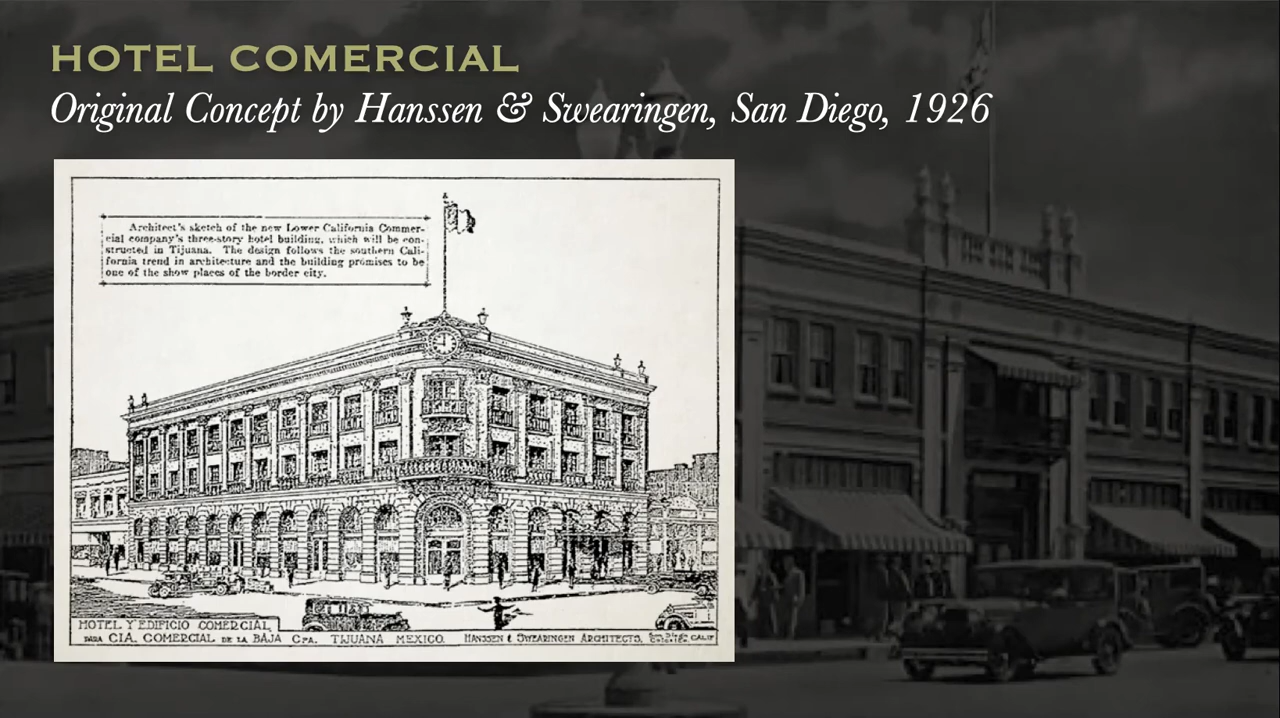 HOTEL COMERCIAL
Original Concept by Hanssen & Swearingen, San Diego, 1926
Architect's sketch of the new Lower California Commer-
cial company's three-story hotel building, which will be con-
structed in Tijuana. The design follows the southern Cali-
fornia trend in architecture and the building promises to be
one of the show places of the border city.
HOTEL Y EDIFICIO COMERCIAL,
PARA CIA. COMERCIAL DE LA BAJA CFA. TIJUANA MEXICO. HANSSEN & SWEARINGEN ARCHITECTS, CALIF